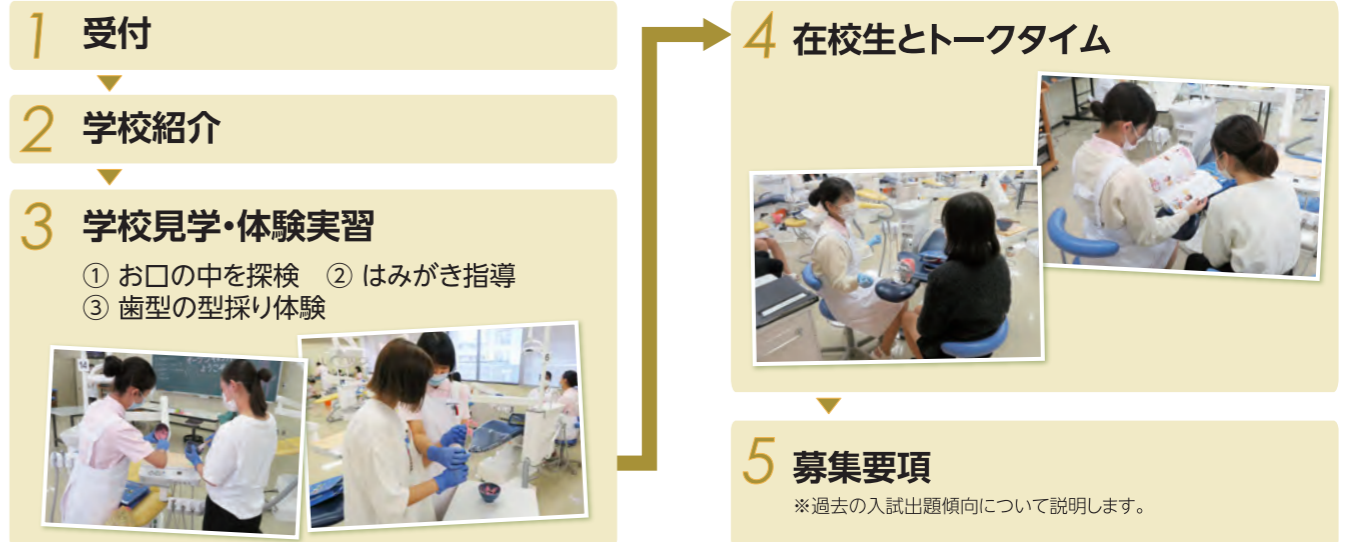 1 受付
2 学校紹介
3 学校見学・体験実習
① お口の中を探検 ② はみがき指導
③ 歯型の型採り体験
4 在校生とトークタイム
5 募集要項
※過去の入試出題傾向について説明します。